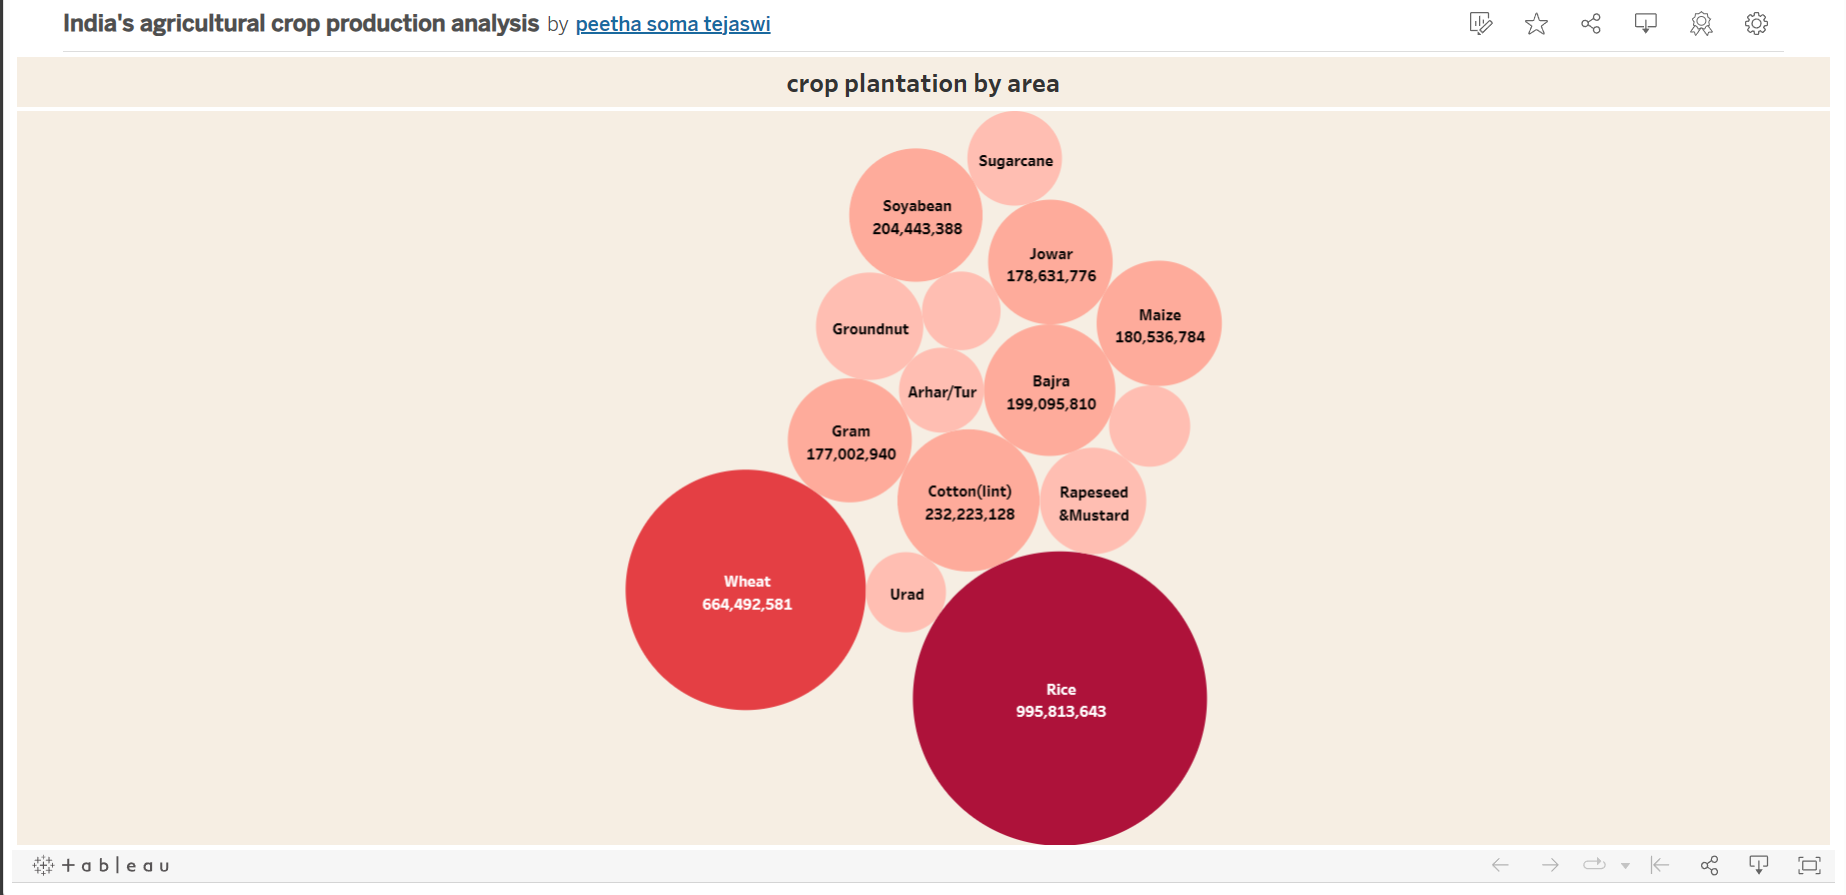 India's agricultural crop production analysis by peetha soma tejaswi
crop plantation by area
Sugarcane
Soyabean
204,443,388
Jowar
178,631,776
Maize
180,536,784
Groundnut
Bajra
199,095,810
Arhar/Tur
Gram
177,002,940
Cotton(lint)
232,223,128
Rapeseed
&Mustard
Wheat
664,492,581
Urad
Rice
995,813,643
+ableau